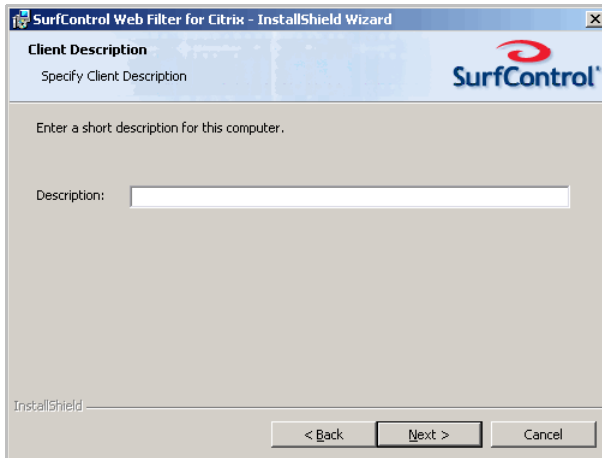 SurfControl Web Filter for Citrix - InstallShield Wizard
Client Description
Specify Client Description
SurfControl
Enter a short description for this computer.
Description:
InstallShield
< Back
Next >
Cancel